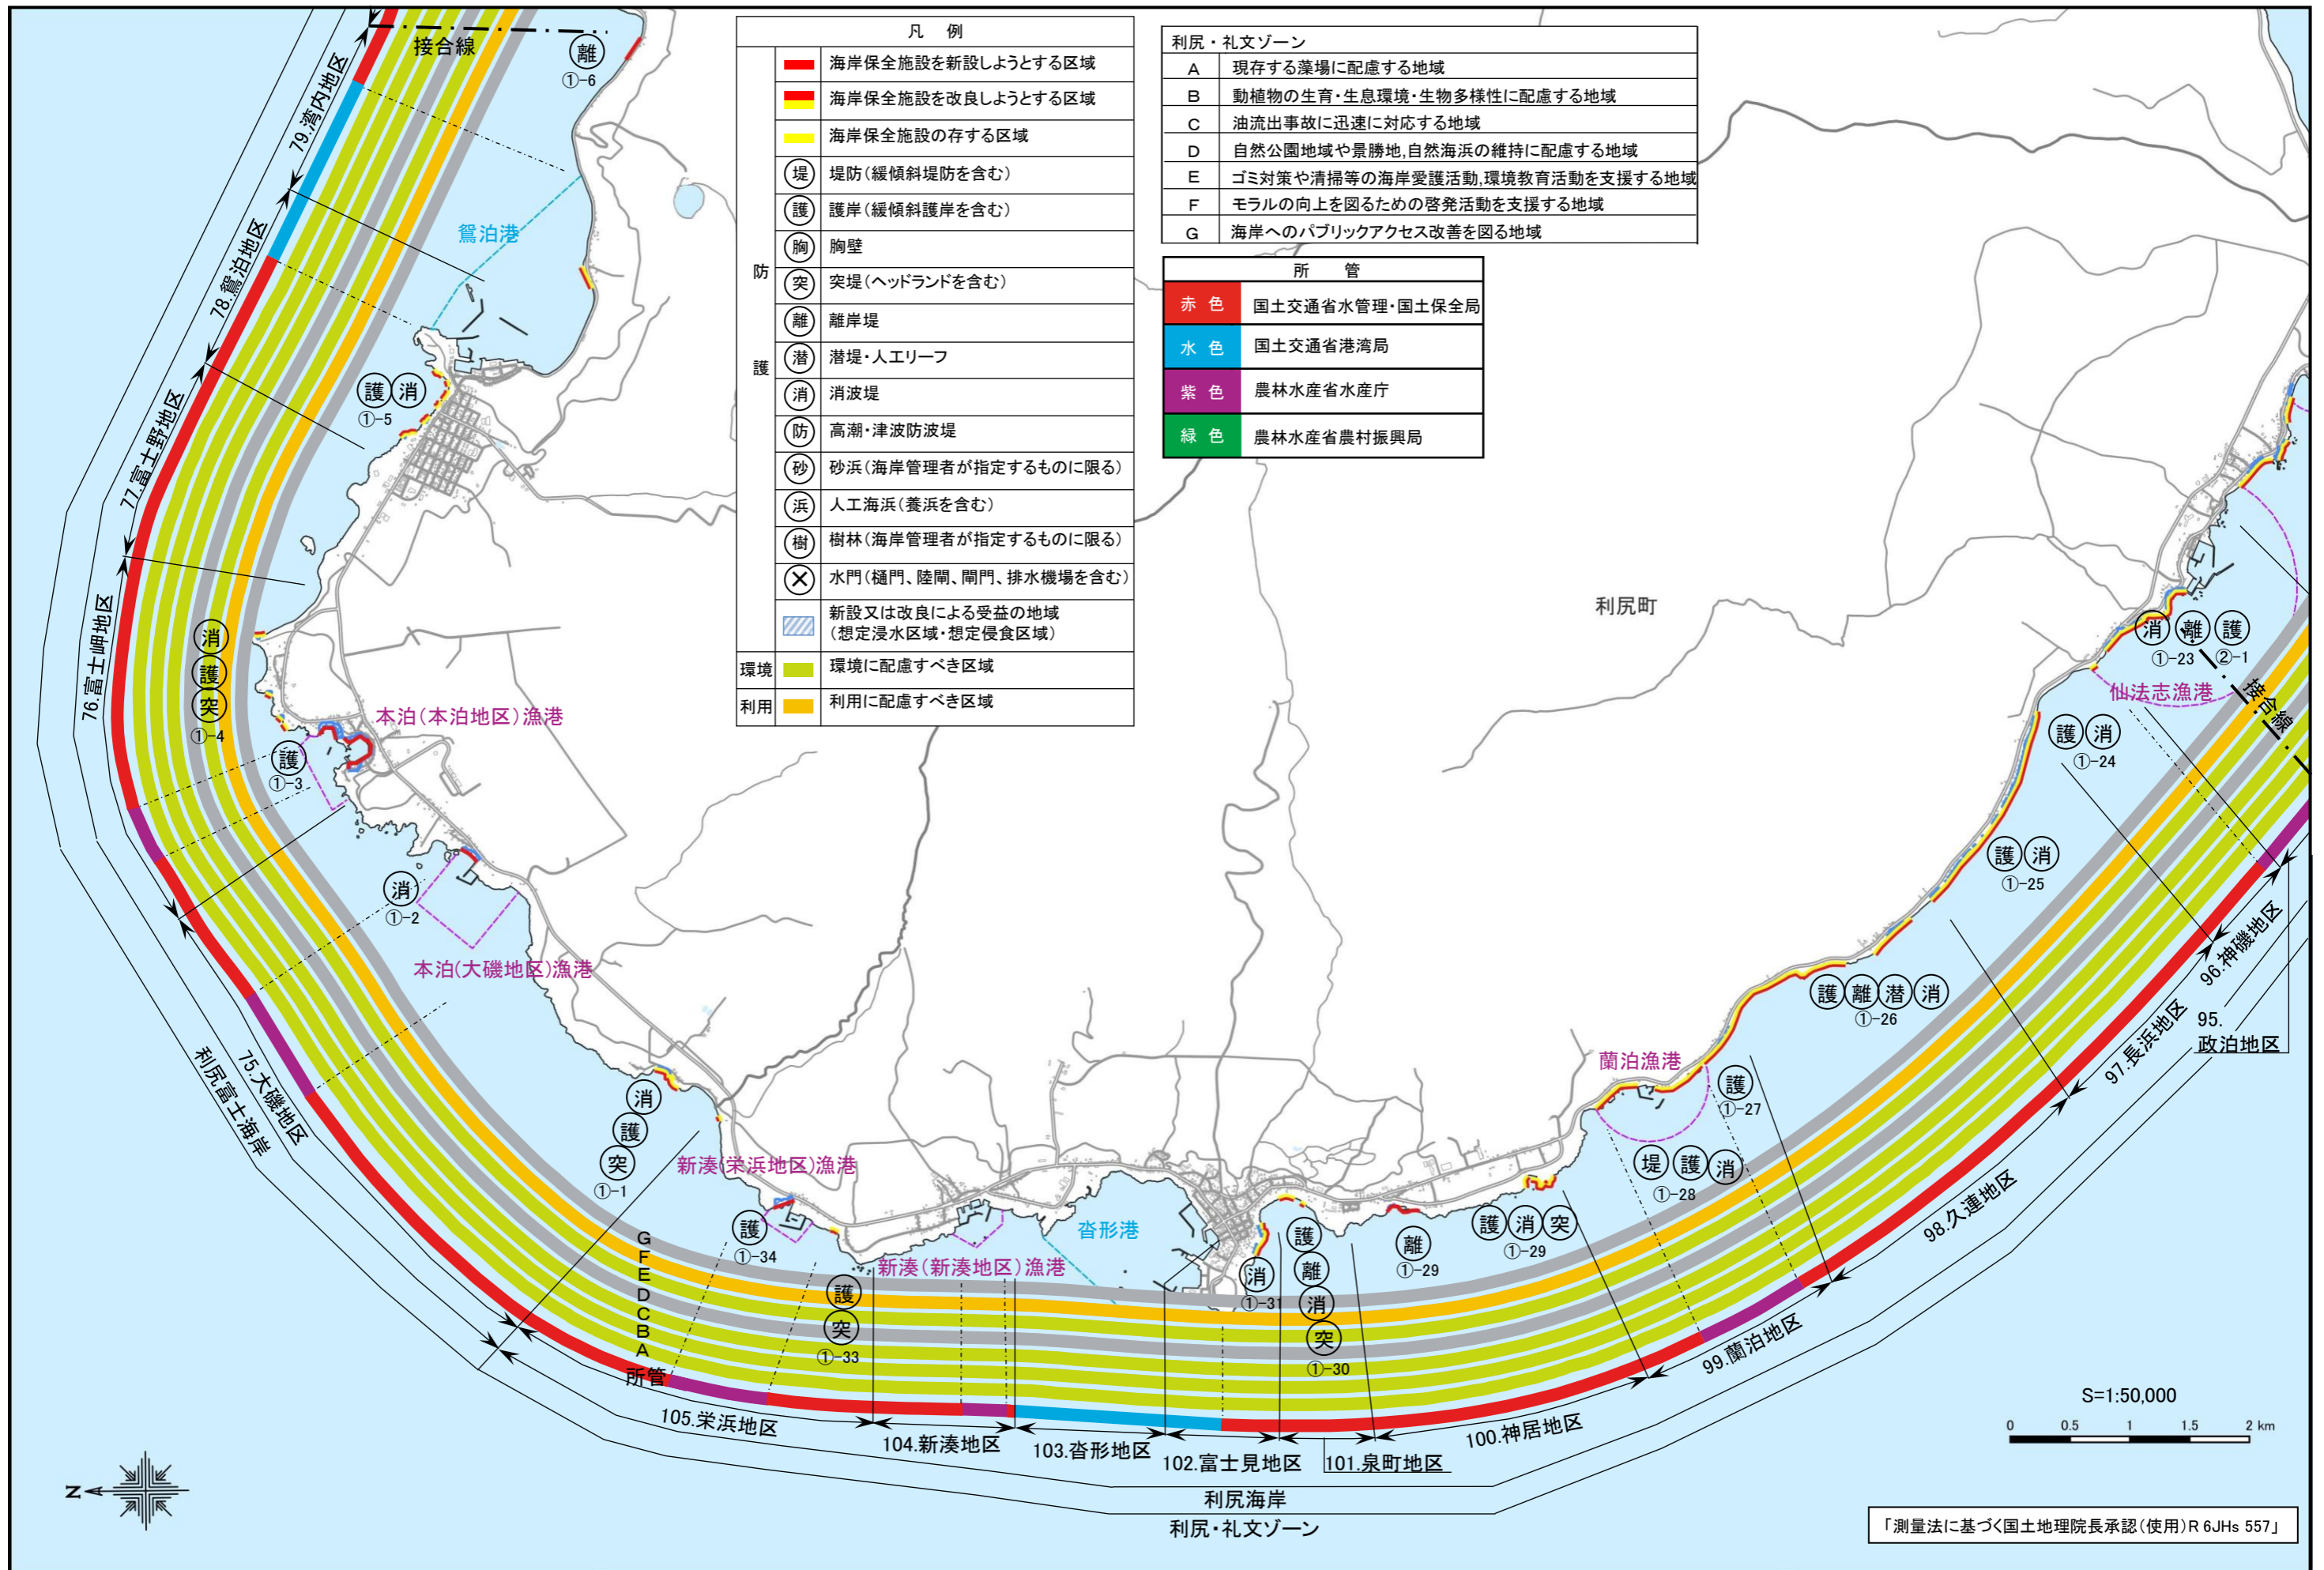 凡 例
防
護
海岸保全施設を新設しようとする区域
海岸保全施設を改良しようとする区域
海岸保全施設の存する区域
堤 堤防(緩傾斜堤防を含む)
護 護岸(緩傾斜護岸を含む)
胸 胸壁
突 突堤(ヘッドランドを含む)
離 離岸堤
潜 潜堤・人工リーフ
消 消波堤
防 高潮・津波防波堤
砂 砂浜(海岸管理者が指定するものに限る)
浜 人工海浜(養浜を含む)
樹 樹林(海岸管理者が指定するものに限る)
水門(樋門、陸閘、閘門、排水機場を含む)
新設又は改良による受益の地域
(想定浸水区域・想定侵食区域)
環境 環境に配慮すべき区域
利用 利用に配慮すべき区域
利尻・礼文ゾーン
A 現存する藻場に配慮する地域
B 動植物の生育・生息環境・生物多様性に配慮する地域
C 油流出事故に迅速に対応する地域
D 自然公園地域や景勝地,自然海浜の維持に配慮する地域
E ゴミ対策や清掃等の海岸愛護活動,環境教育活動を支援する地域
F モラルの向上を図るための啓発活動を支援する地域
G 海岸へのパブリックアクセス改善を図る地域
所 管
赤 色 国土交通省水管理・国土保全局
水 色 国土交通省港湾局
紫 色 農林水産省水産庁
緑 色 農林水産省農村振興局
接合線
離
①-6
79.湾内地区
鴛泊港
78.鴛泊地区
護 消
①-5
77.富士野地区
76.富士岬地区
消
護
突
①-4
本泊(本泊地区)漁港
護
①-3
消
①-2
本泊(大磯地区)漁港
75.大磯地区
利尻富士海岸
消
護
突
①-1
新湊(栄浜地区)漁港
護
①-34
新湊(新湊地区)漁港
護
突
①-33
沓形港
消
①-31
護
離
消
突
①-30
離
①-29
護 消 突
①-29
蘭泊漁港
堤 護 消
①-28
護
①-27
護 離 潜 消
①-26
護 消
①-25
護 消
①-24
仙法志漁港
消 離 護
①-23 ②-1
接合線
利尻町
G
F
E
D
C
B
A
所管
105.栄浜地区
104.新湊地区
103.沓形地区
102.富士見地区
101.泉町地区
100.神居地区
99.蘭泊地区
98.久連地区
97.長浜地区
96.神磯地区
95.
政泊地区
利尻海岸
利尻・礼文ゾーン
N
S=1:50,000
0 0.5 1 1.5 2 km
「測量法に基づく国土地理院長承認(使用)R 6JHs 557」